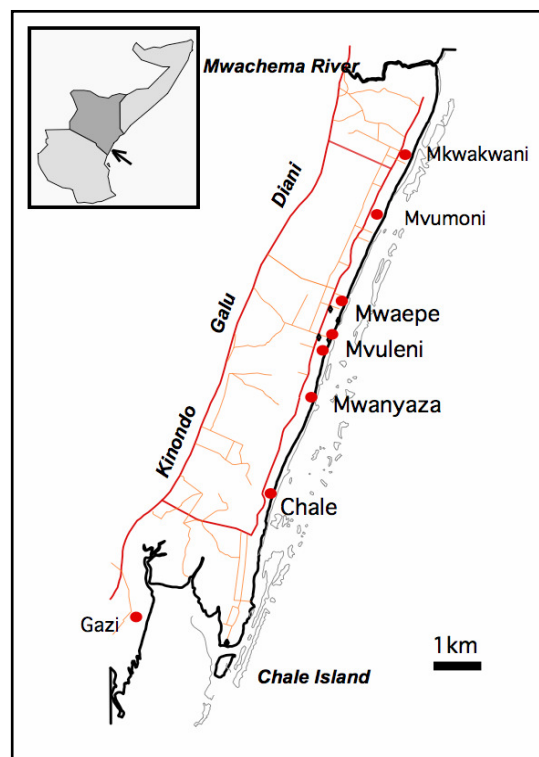 Mwachema River
Mkwakwani
Diani
Mvumoni
Galu
Mwaepe
Mvuleni
Mwanyaza
Kinondo
Chale
Gazi
1km
Chale Island